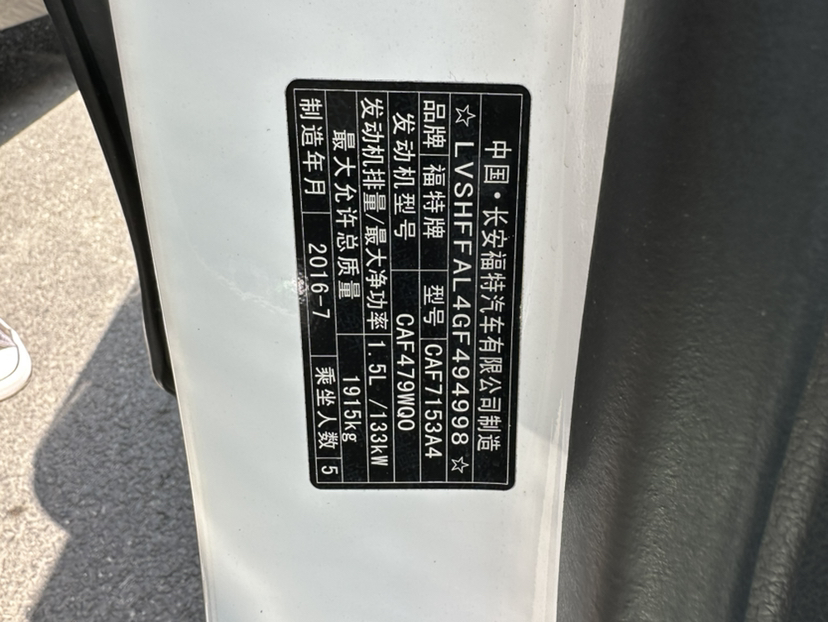 中国·长安福特汽车有限公司制造
☆LVSHFFAL4GF494998☆
品牌 福特牌 型号 CAF7153A4
发动机型号 CAF479WQ0
发动机排量/最大净功率 1.5L /133kW
最大允许总质量 1915kg
制造年月 2016-7 乘坐人数 5